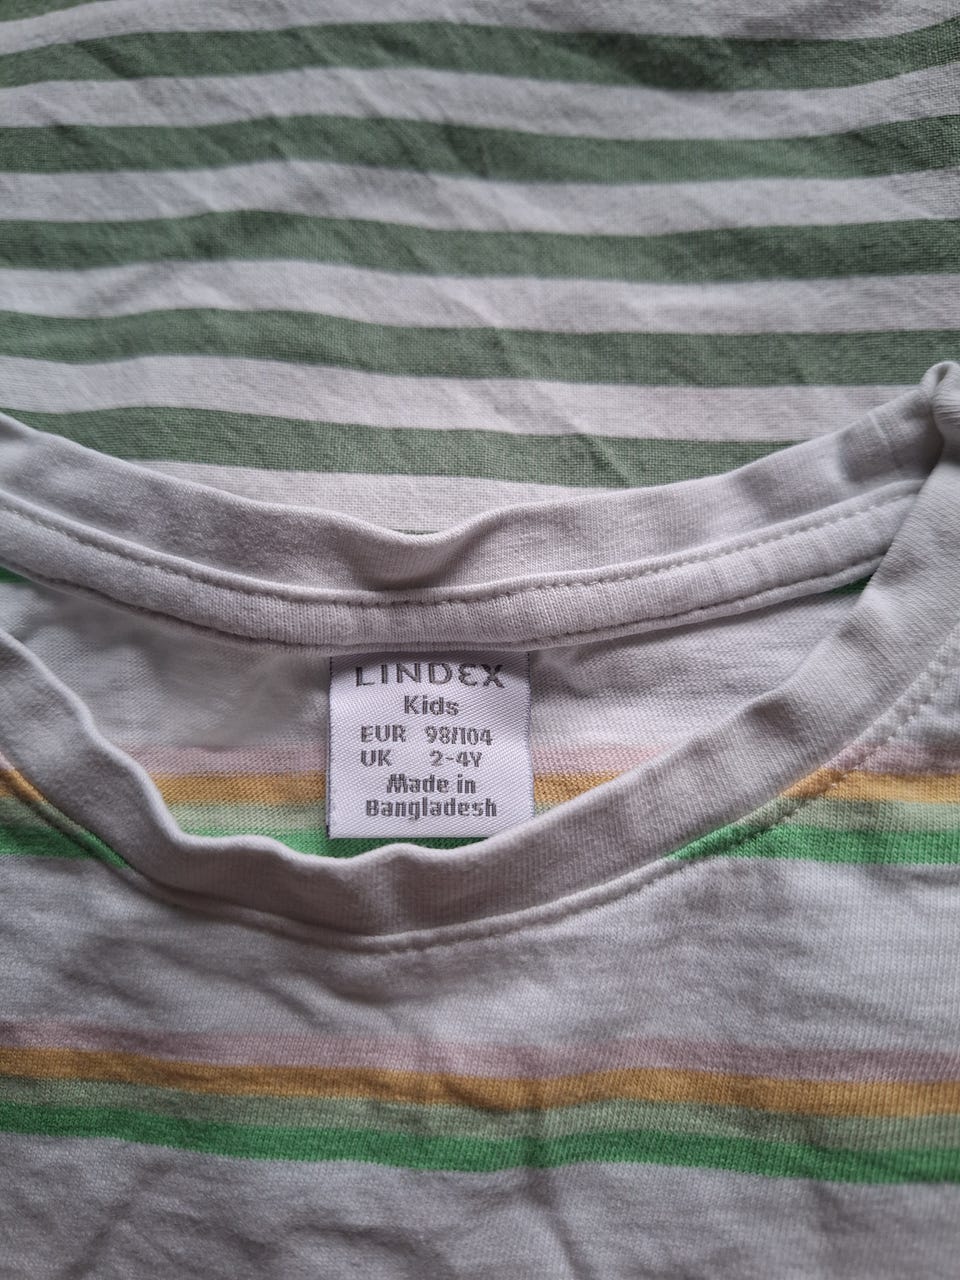 LINDEX
Kids
EUR 98/104
UK 2-4Y
Made in
Bangladesh